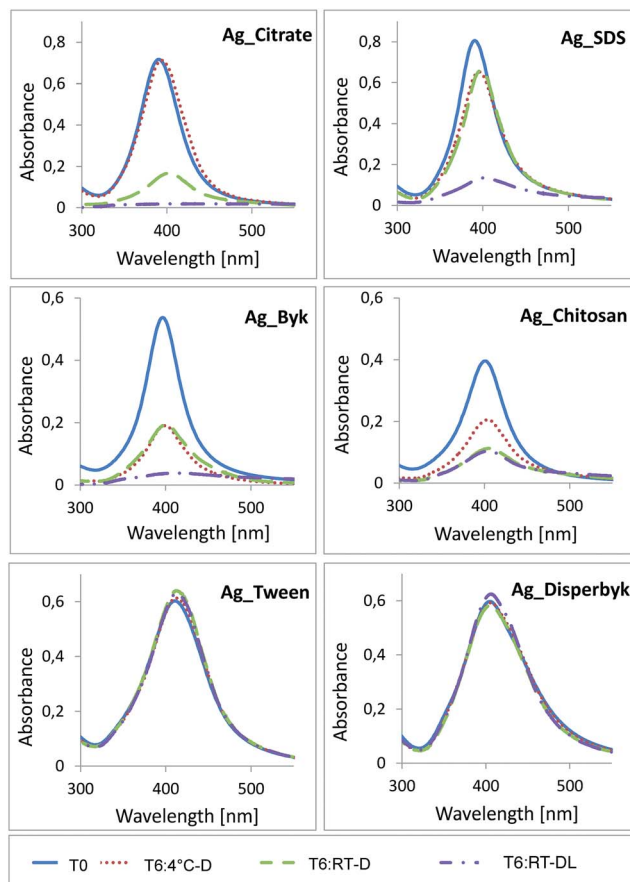 Ag_Citrate
0,8
0,6
0,4
0,2
0
300 400 500
Absorbance
Wavelength [nm]
Ag_SDS
0,8
0,6
0,4
0,2
0
300 400 500
Absorbance
Wavelength [nm]
Ag_Byk
0,6
0,4
0,2
0
300 400 500
Absorbance
Wavelength [nm]
Ag_Chitosan
0,6
0,4
0,2
0
300 400 500
Absorbance
Wavelength [nm]
Ag_Tween
0,6
0,4
0,2
0
300 400 500
Absorbance
Wavelength [nm]
Ag_Disperbyk
0,6
0,4
0,2
0
300 400 500
Absorbance
Wavelength [nm]
T0 T6:4°C-D T6:RT-D T6:RT-DL